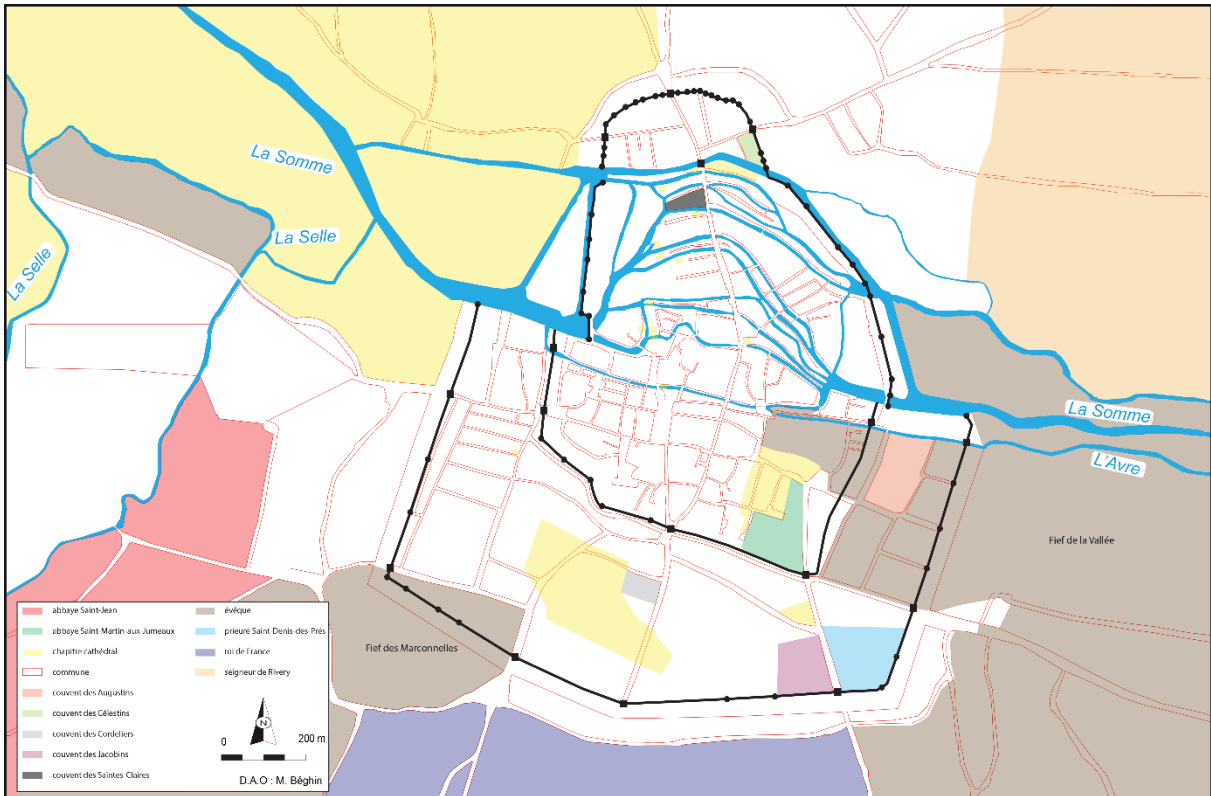 La Somme
La Selle
La Selle
La Somme
L'Avre
Fief de la Vallée
Fief des Marconnelles
abbaye Saint-Jean
abbaye Saint-Martin-aux-Jumeaux
chapitre cathédral
commune
couvent des Augustins
couvent des Célestins
couvent des Cordeliers
couvent des Jacobins
couvent des Saintes Claires
évêque
prieuré Saint-Denis-des-Prés
roi de France
seigneur de Rivery
N
0 200 m
D.A.O : M. Béghin